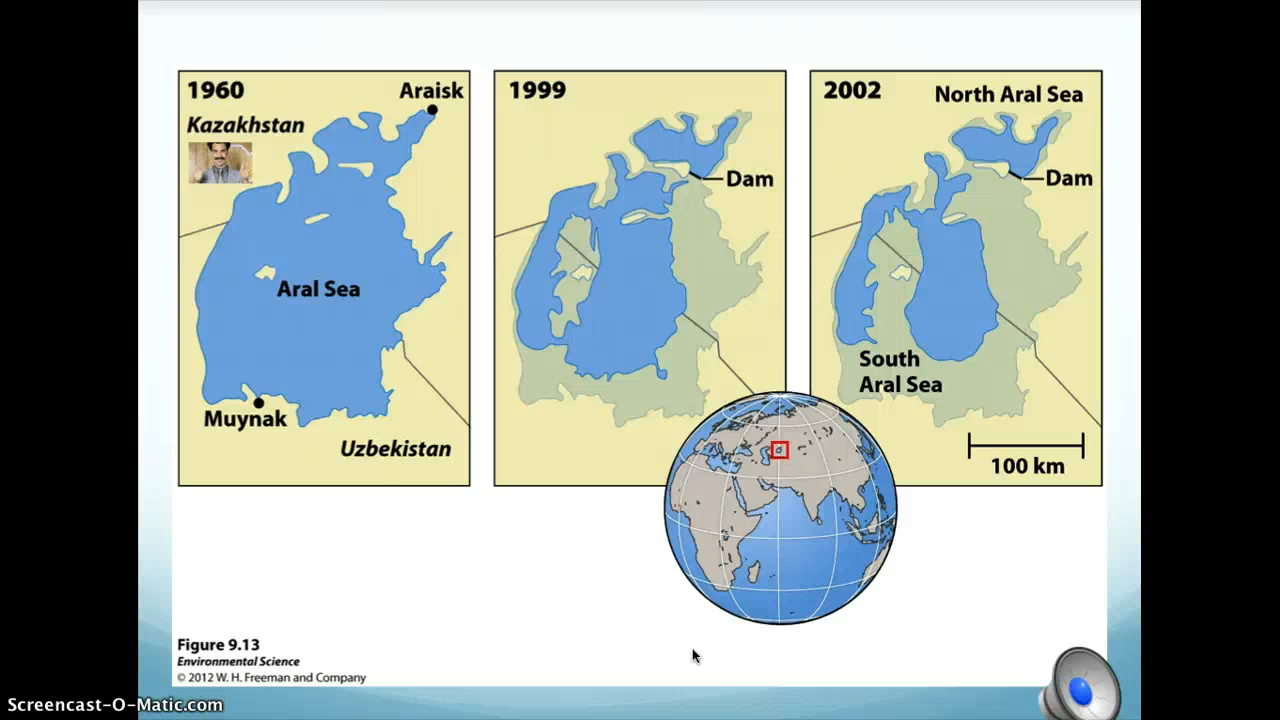 1960
Araisk
Kazakhstan
Aral Sea
Muynak
Uzbekistan
1999
Dam
2002
North Aral Sea
Dam
South
Aral Sea
100 km
Figure 9.13
Environmental Science
© 2012 W. H. Freeman and Company
Screencast-O-Matic.com